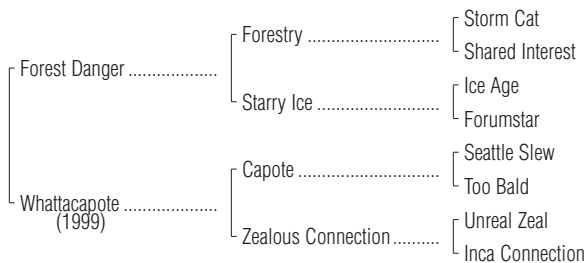 Storm Cat
Forestry ............................
Shared Interest
Forest Danger ...................
Ice Age
Starry Ice ..........................
Forumstar
Seattle Slew
Capote ..............................
Too Bald
Whattacapote ....................
(1999)
Unreal Zeal
Zealous Connection ..........
Inca Connection